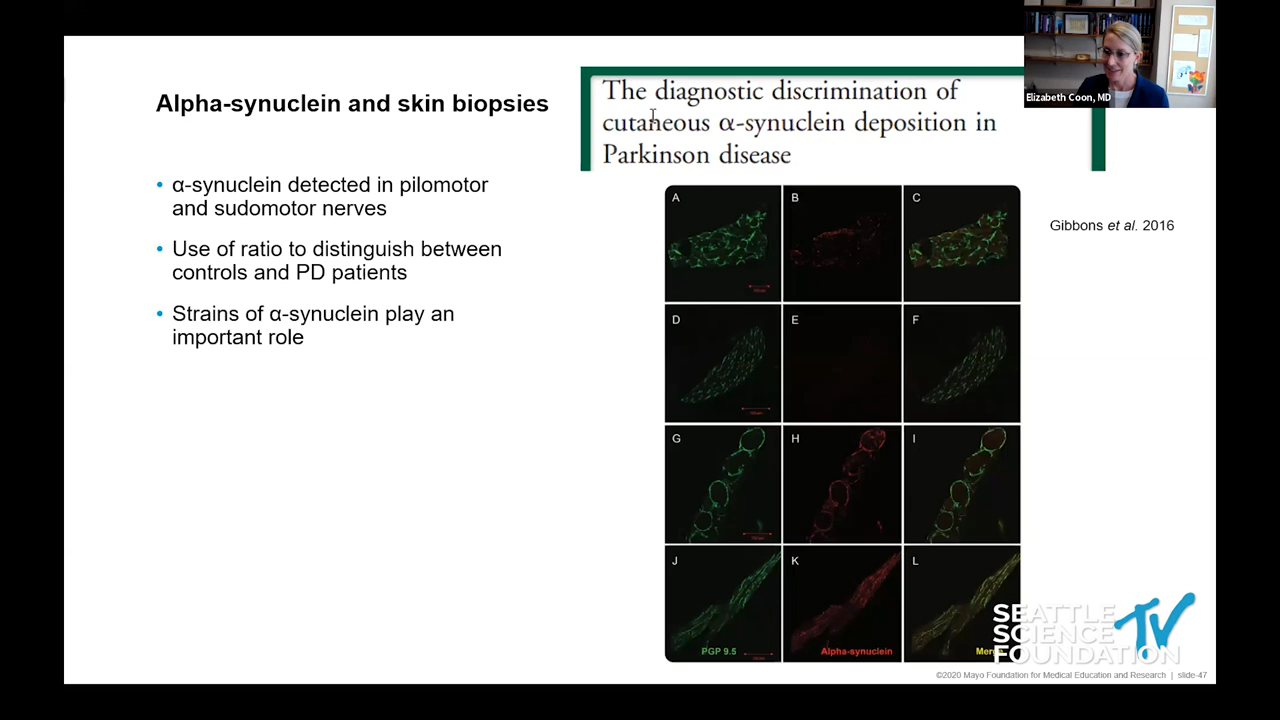 Elizabeth Coon, MD
Alpha-synuclein and skin biopsies
• α-synuclein detected in pilomotor
and sudomotor nerves
• Use of ratio to distinguish between
controls and PD patients
• Strains of α-synuclein play an
important role
The diagnostic discrimination of
cutaneous α-synuclein deposition in
Parkinson disease
Gibbons et al. 2016
A B C
D E F
G H I
J K L
PGP 9.5 Alpha-synuclein
SEATTLE
SCIENCE
FOUNDATION
TV
©2020 Mayo Foundation for Medical Education and Research | slide-47